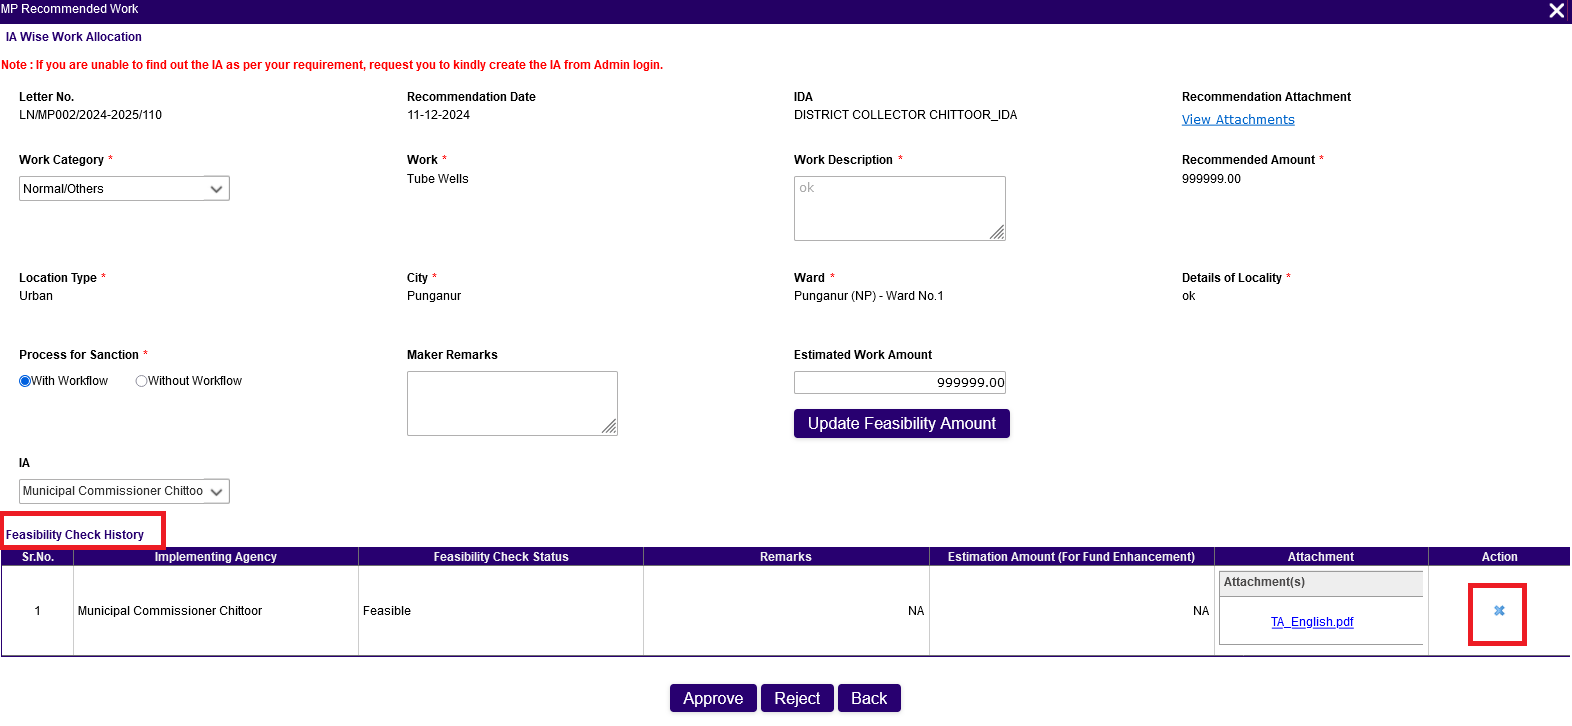 MP Recommended Work
IA Wise Work Allocation
Note : If you are unable to find out the IA as per your requirement, request you to kindly create the IA from Admin login.
Letter No. Recommendation Date IDA Recommendation Attachment
LN/MP002/2024-2025/110 11-12-2024 DISTRICT COLLECTOR CHITTOOR_IDA View Attachments
Work Category * Work * Work Description * Recommended Amount *
Normal/Others Tube Wells ok 999999.00
Location Type * City * Ward * Details of Locality *
Urban Punganur Punganur (NP) - Ward No.1 ok
Process for Sanction * Maker Remarks Estimated Work Amount
With Workflow Without Workflow 999999.00
Update Feasibility Amount
IA
Municipal Commissioner Chittoo
Feasibility Check History
Sr.No. Implementing Agency Feasibility Check Status Remarks Estimation Amount (For Fund Enhancement) Attachment Action
Attachment(s)
1 Municipal Commissioner Chittoor Feasible NA NA
TA_English.pdf
Approve Reject Back